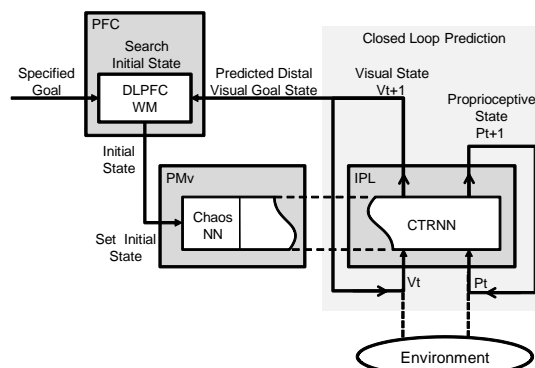 PFC
Search
Initial State
Closed Loop Prediction
Specified
Goal
DLPFC
WM
Predicted Distal
Visual Goal State
Visual State
Vt+1
Proprioceptive
State
Pt+1
Initial
State
PMv
IPL
Chaos
NN
CTRNN
Set Initial
State
Vt
Pt
Environment